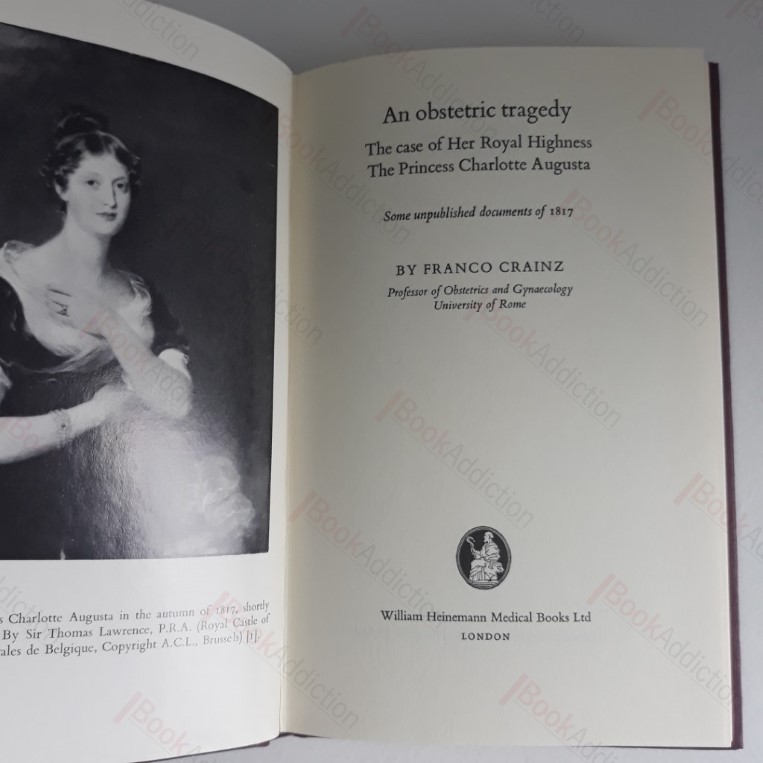 s Charlotte Augusta in the autumn of 1817, shortly
By Sir Thomas Lawrence, P.R.A. (Royal Castle of
ales de Belgique, Copyright A.C.L., Brussels) [1].
An obstetric tragedy
The case of Her Royal Highness
The Princess Charlotte Augusta
Some unpublished documents of 1817
BY FRANCO CRAINZ
Professor of Obstetrics and Gynaecology
University of Rome
William Heinemann Medical Books Ltd
LONDON
BookAddiction